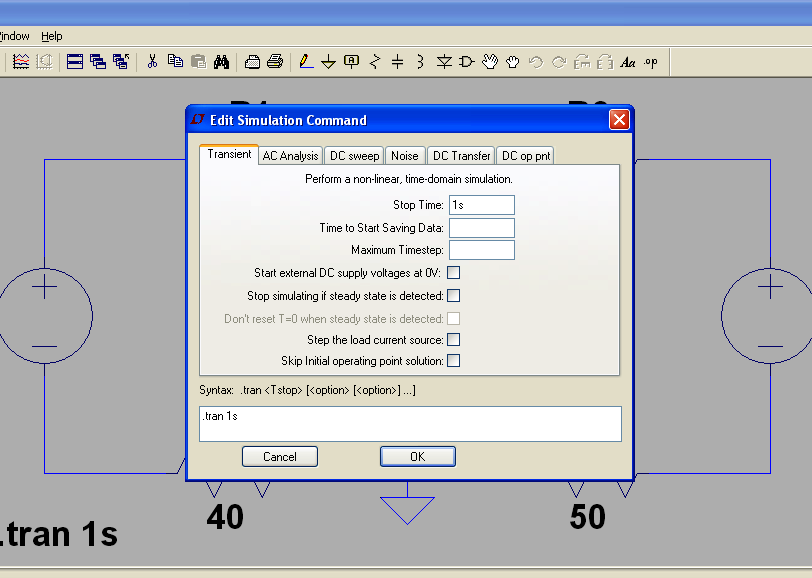 indow Help
Aa .op
Edit Simulation Command
Transient AC Analysis DC sweep Noise DC Transfer DC op pnt
Perform a non-linear, time-domain simulation.
Stop Time: 1s
Time to Start Saving Data:
Maximum Timestep:
Start external DC supply voltages at 0V:
Stop simulating if steady state is detected:
Don't reset T=0 when steady state is detected:
Step the load current source:
Skip Initial operating point solution:
Syntax: .tran <Tstop> [<option> [<option>] ...]
.tran 1s
Cancel OK
40 50
.tran 1s